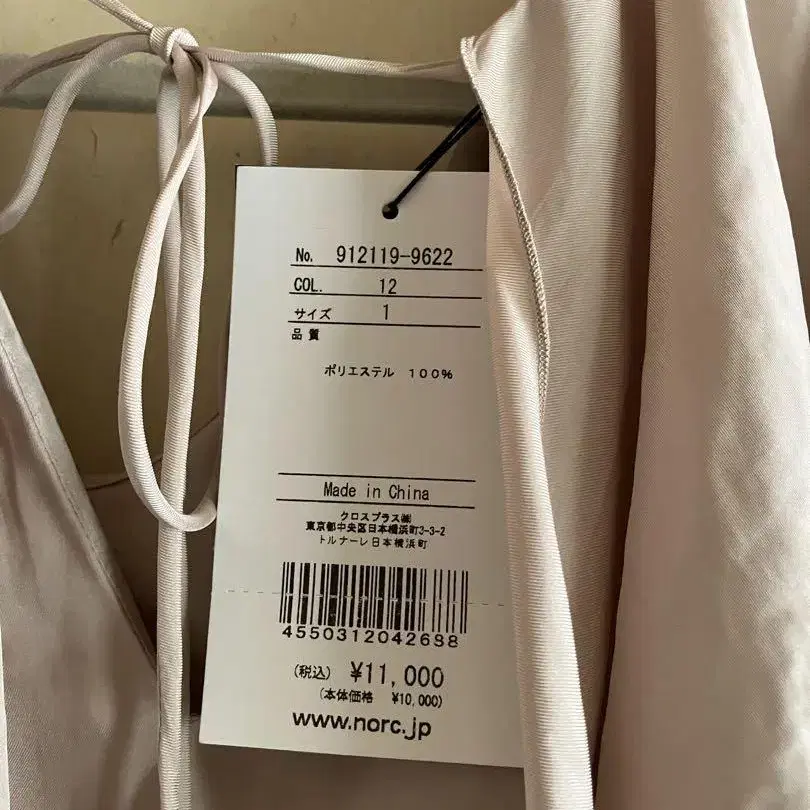 No. 912119-9622
COL. 12
サイズ 1
品質
ポリエステル 100%
Made in China
クロスプラス㈱
東京都中央区日本橋浜町3-3-2
トルナーレ日本橋浜町
4550312042698
(税込) ¥11,000
(本体価格 ¥10,000)
www.norc.jp